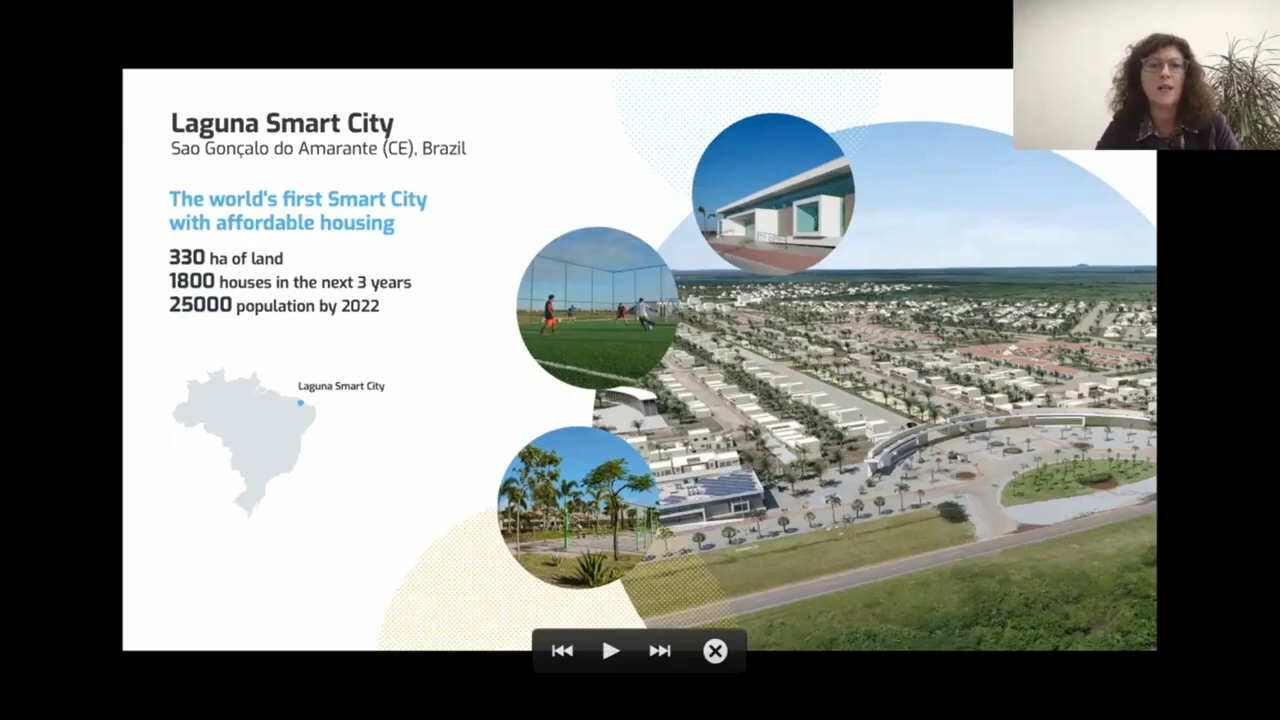 Laguna Smart City
Sao Gonçalo do Amarante (CE), Brazil
The world's first Smart City
with affordable housing
330 ha of land
1800 houses in the next 3 years
25000 population by 2022
Laguna Smart City